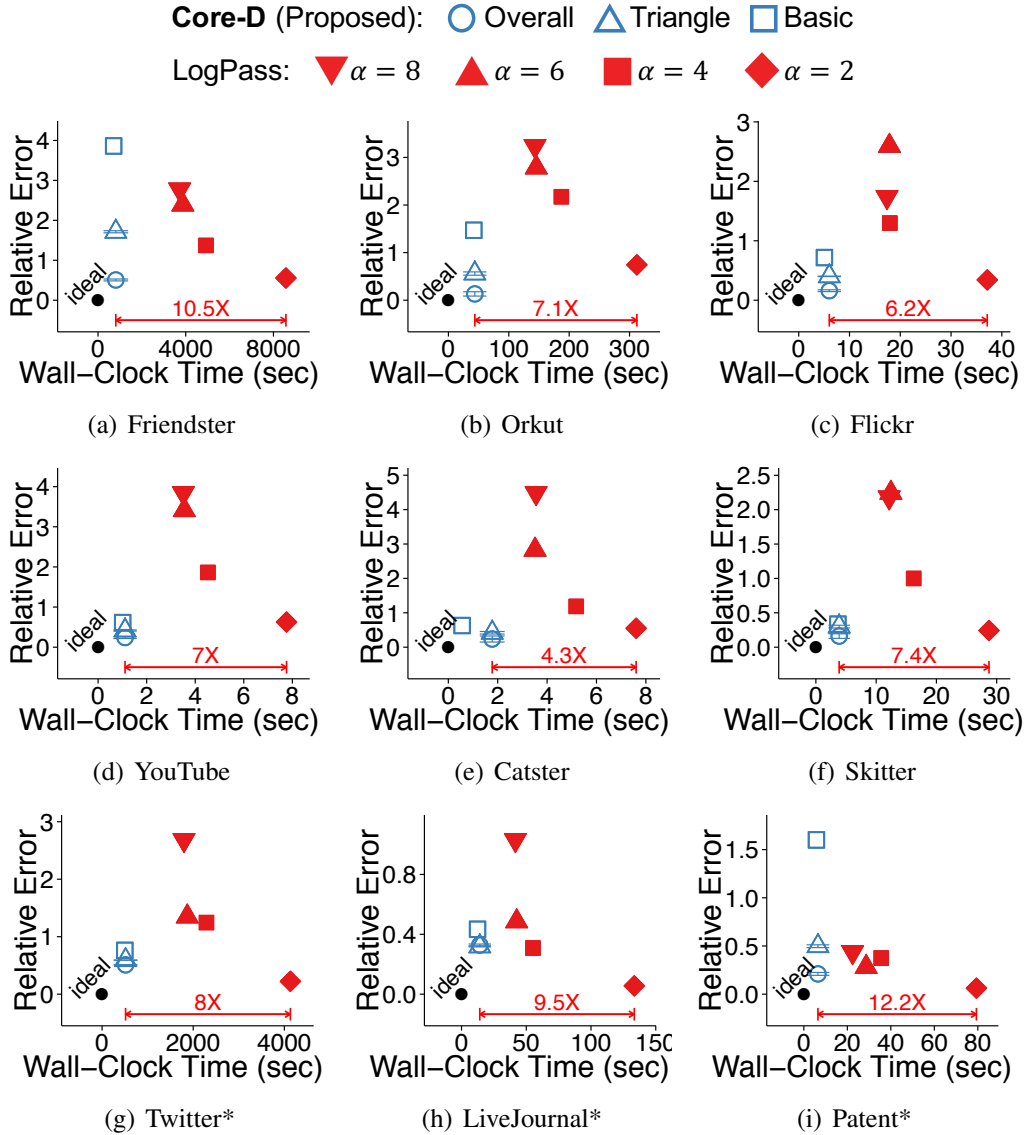 Core-D (Proposed): Overall Triangle Basic
LogPass: α = 8 α = 6 α = 4 α = 2
Relative Error
4
3
2
1
0
ideal
10.5X
0 4000 8000
Wall−Clock Time (sec)
(a) Friendster
Relative Error
3
2
1
0
ideal
7.1X
0 100 200 300
Wall−Clock Time (sec)
(b) Orkut
Relative Error
3
2
1
0
ideal
6.2X
0 10 20 30 40
Wall−Clock Time (sec)
(c) Flickr
Relative Error
4
3
2
1
0
ideal
7X
0 2 4 6 8
Wall−Clock Time (sec)
(d) YouTube
Relative Error
5
4
3
2
1
0
ideal
4.3X
0 2 4 6 8
Wall−Clock Time (sec)
(e) Catster
Relative Error
2.5
2.0
1.5
1.0
0.5
0.0
ideal
7.4X
0 10 20 30
Wall−Clock Time (sec)
(f) Skitter
Relative Error
3
2
1
0
ideal
8X
0 2000 4000
Wall−Clock Time (sec)
(g) Twitter*
Relative Error
0.8
0.4
0.0
ideal
9.5X
0 50 100 150
Wall−Clock Time (sec)
(h) LiveJournal*
Relative Error
1.5
1.0
0.5
0.0
ideal
12.2X
0 20 40 60 80
Wall−Clock Time (sec)
(i) Patent*